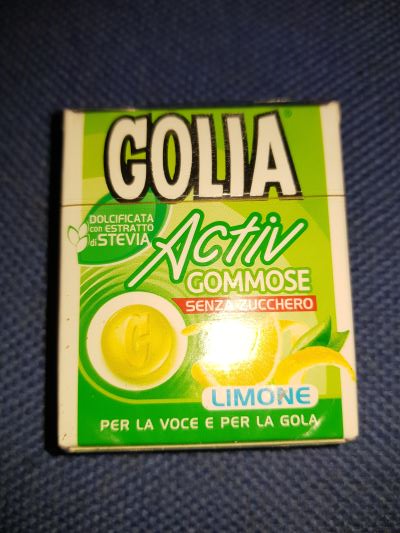 GOLIA®
DOLCIFICATA
con ESTRATTO
di STEVIA
Activ
GOMMOSE
SENZA ZUCCHERO
G
LIMONE
PER LA VOCE E PER LA GOLA